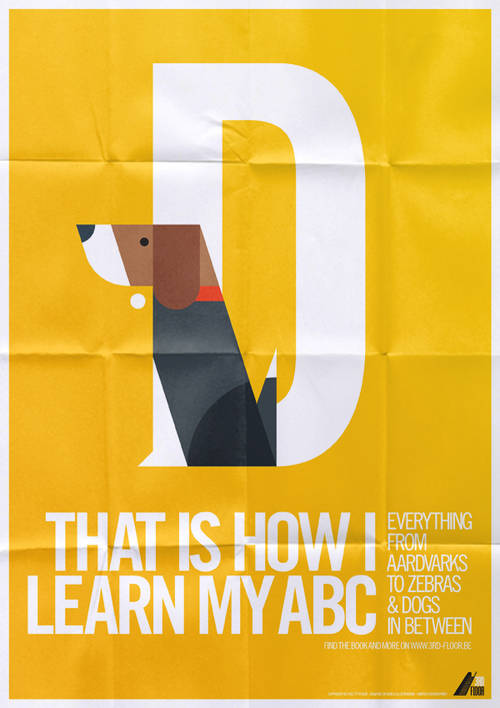 D
THAT IS HOW I
LEARN MY ABC
EVERYTHING
FROM
AARDVARKS
TO ZEBRAS
& DOGS
IN BETWEEN
FIND THE BOOK AND MORE ON WWW.3RD-FLOOR.BE
3RD
FLOOR